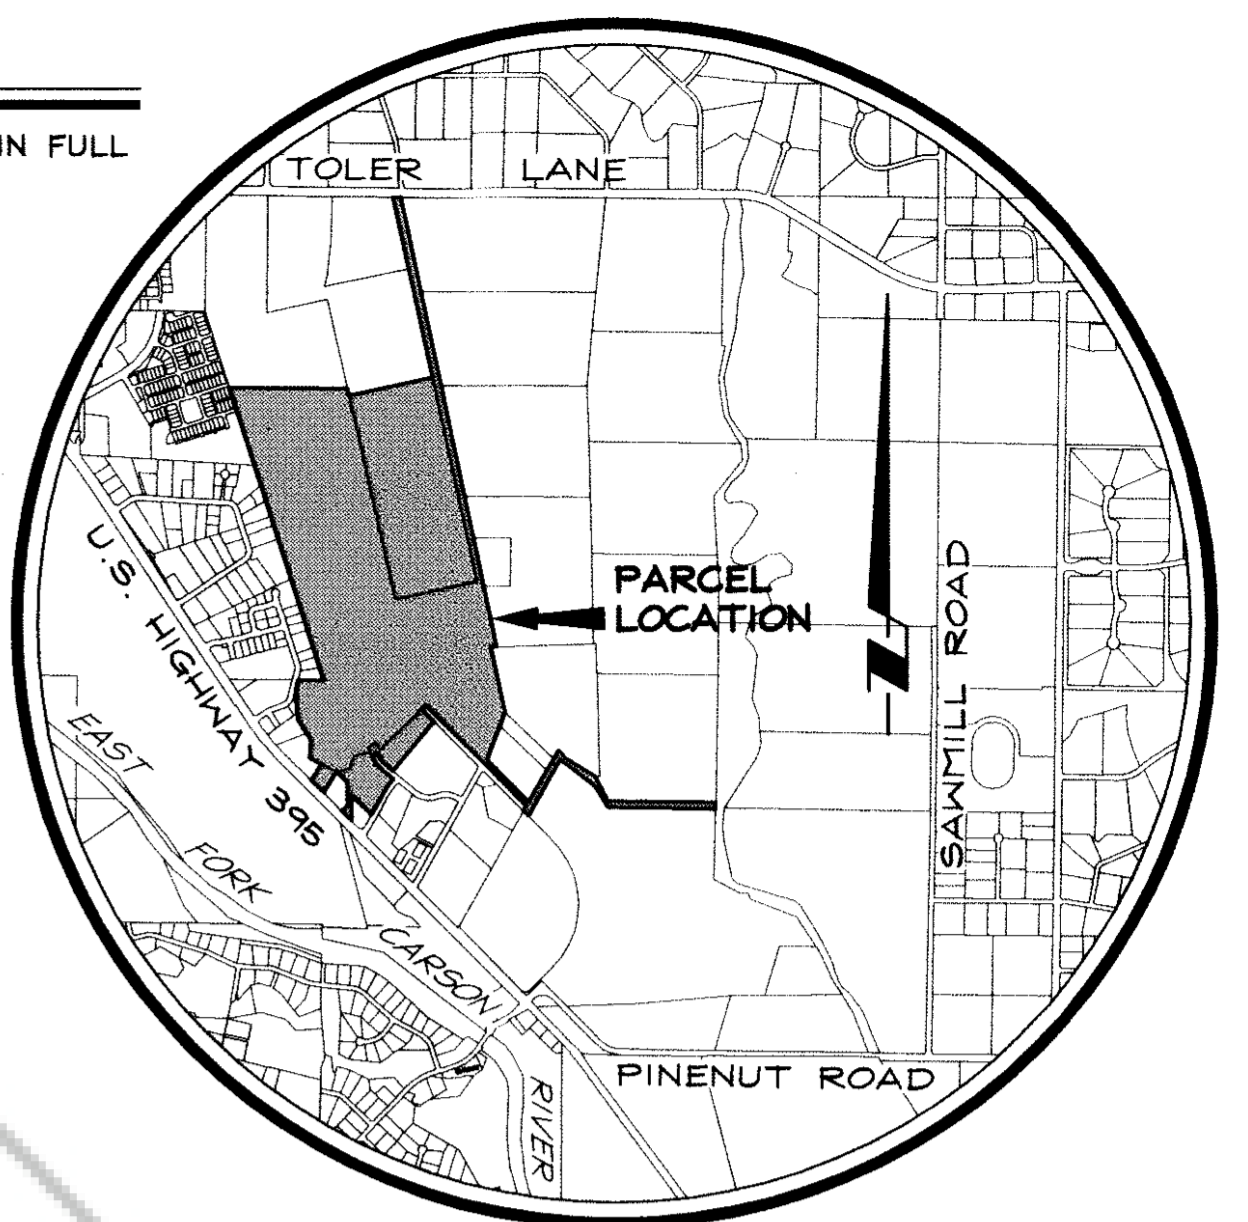 IN FULL
TOLER LANE
PARCEL
LOCATION
U.S. HIGHWAY 395
SAWMILL ROAD
EAST FORK CARSON RIVER
PINENUT ROAD